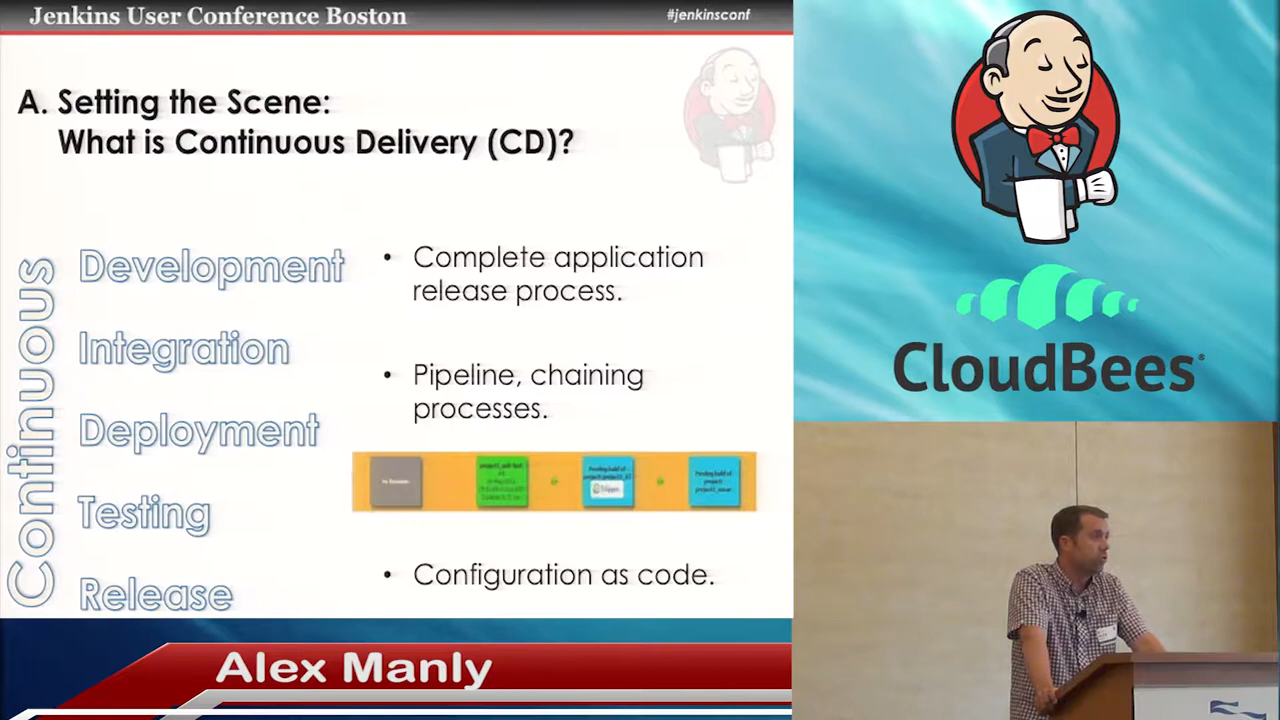 Jenkins User Conference Boston
#jenkinsconf
A. Setting the Scene:
What is Continuous Delivery (CD)?
Continuous
Development
Integration
Deployment
Testing
Release
• Complete application
release process.
• Pipeline, chaining
processes.
• Configuration as code.
CloudBees®
Alex Manly